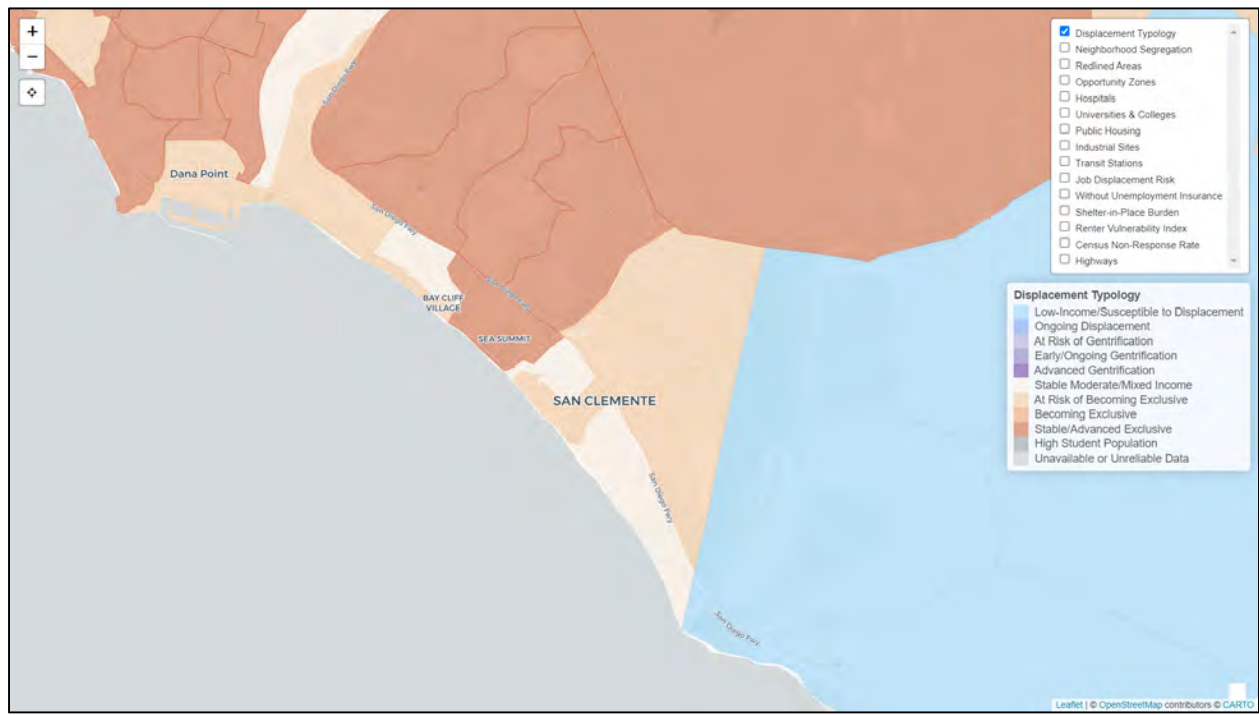 +
−
Displacement Typology
Neighborhood Segregation
Redlined Areas
Opportunity Zones
Hospitals
Universities & Colleges
Public Housing
Industrial Sites
Transit Stations
Job Displacement Risk
Without Unemployment Insurance
Shelter-in-Place Burden
Renter Vulnerability Index
Census Non-Response Rate
Highways
San Diego Fwy
Dana Point
San Diego Fwy
San Diego Fwy
BAY CLIFF
VILLAGE
SEA SUMMIT
SAN CLEMENTE
San Diego Fwy
San Diego Fwy
Displacement Typology
Low-Income/Susceptible to Displacement
Ongoing Displacement
At Risk of Gentrification
Early/Ongoing Gentrification
Advanced Gentrification
Stable Moderate/Mixed Income
At Risk of Becoming Exclusive
Becoming Exclusive
Stable/Advanced Exclusive
High Student Population
Unavailable or Unreliable Data
Leaflet | © OpenStreetMap contributors © CARTO